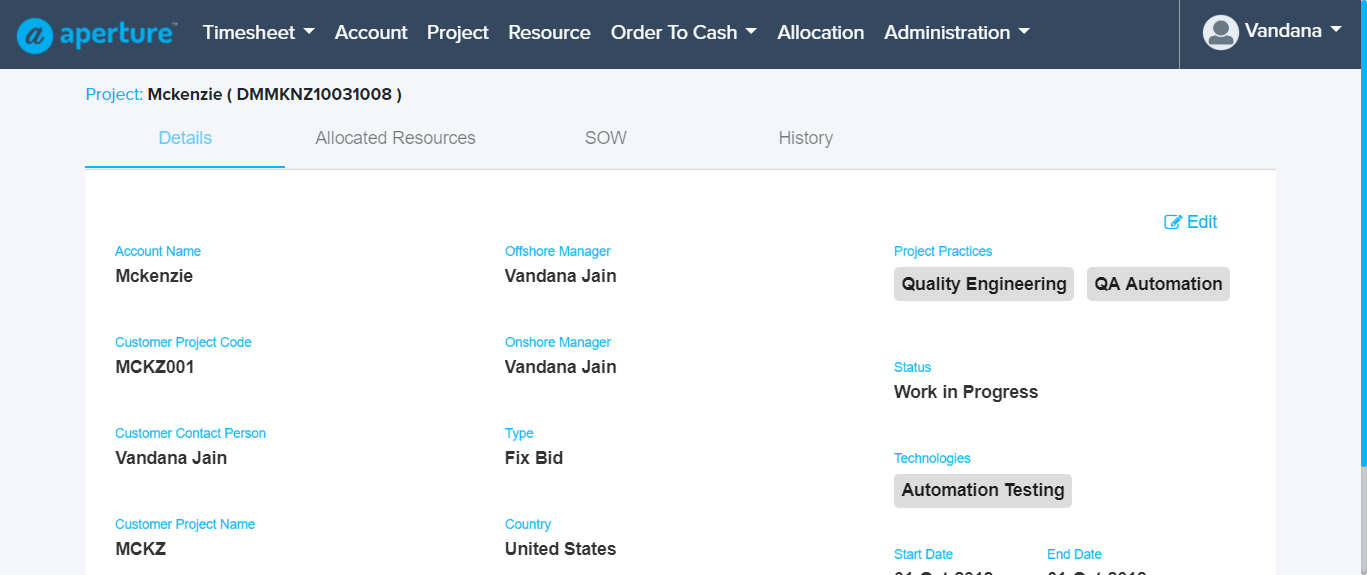 aperture™
Timesheet Account Project Resource Order To Cash Allocation Administration
Vandana
Project: Mckenzie ( DMMKNZ10031008 )
Details Allocated Resources SOW History
Edit
Account Name
Mckenzie
Offshore Manager
Vandana Jain
Project Practices
Quality Engineering QA Automation
Customer Project Code
MCKZ001
Onshore Manager
Vandana Jain
Status
Work in Progress
Customer Contact Person
Vandana Jain
Type
Fix Bid
Technologies
Automation Testing
Customer Project Name
MCKZ
Country
United States
Start Date End Date